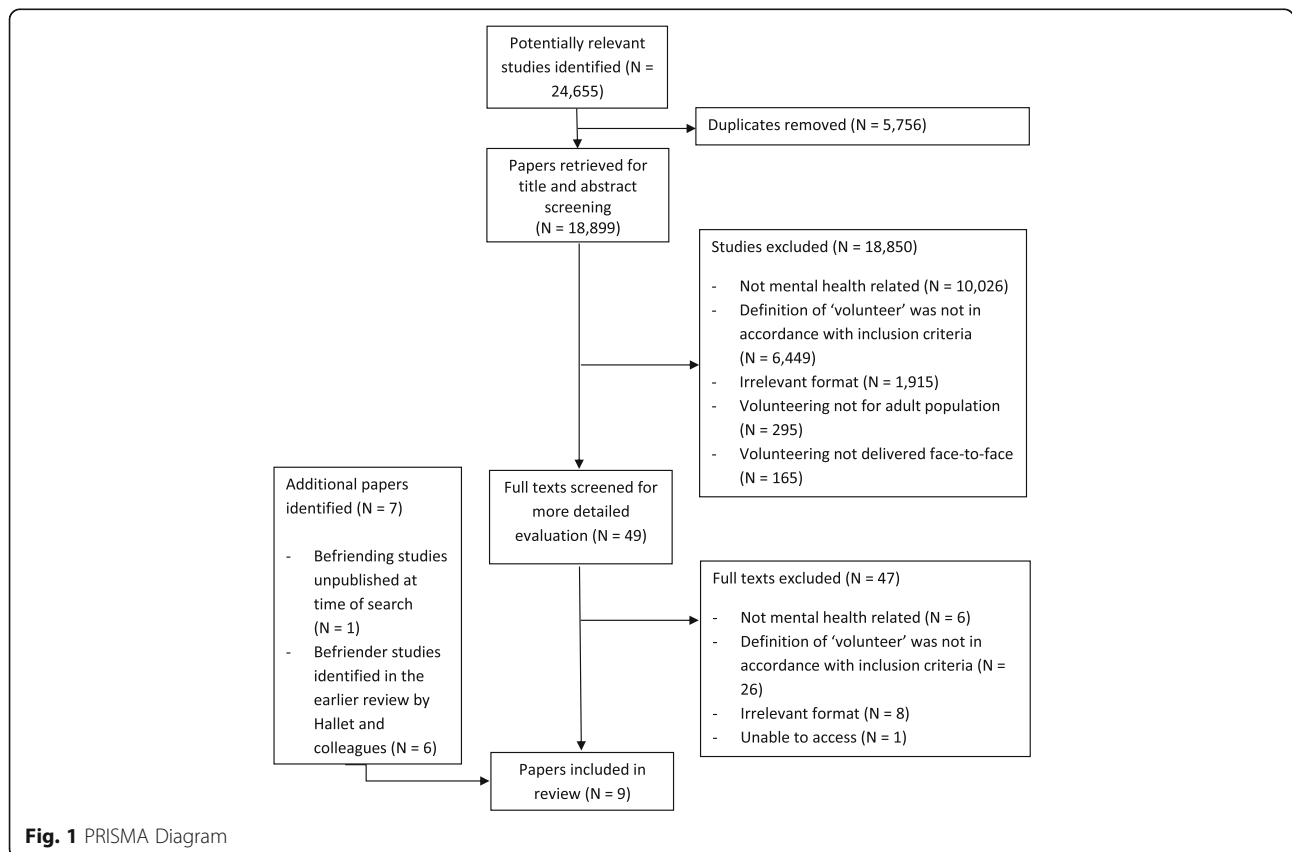 Potentially relevant
studies identified (N =
24,655)
Duplicates removed (N = 5,756)
Papers retrieved for
title and abstract
screening
(N = 18,899)
Studies excluded (N = 18,850)
- Not mental health related (N = 10,026)
- Definition of ‘volunteer’ was not in
accordance with inclusion criteria
(N = 6,449)
- Irrelevant format (N = 1,915)
- Volunteering not for adult population
(N = 295)
- Volunteering not delivered face-to-face
(N = 165)
Additional papers
identified (N = 7)
- Befriending studies
unpublished at
time of search
(N = 1)
- Befriender studies
identified in the
earlier review by
Hallet and
colleagues (N = 6)
Full texts screened for
more detailed
evaluation (N = 49)
Full texts excluded (N = 47)
- Not mental health related (N = 6)
- Definition of ‘volunteer’ was not in
accordance with inclusion criteria (N =
26)
- Irrelevant format (N = 8)
- Unable to access (N = 1)
Papers included in
review (N = 9)
Fig. 1 PRISMA Diagram